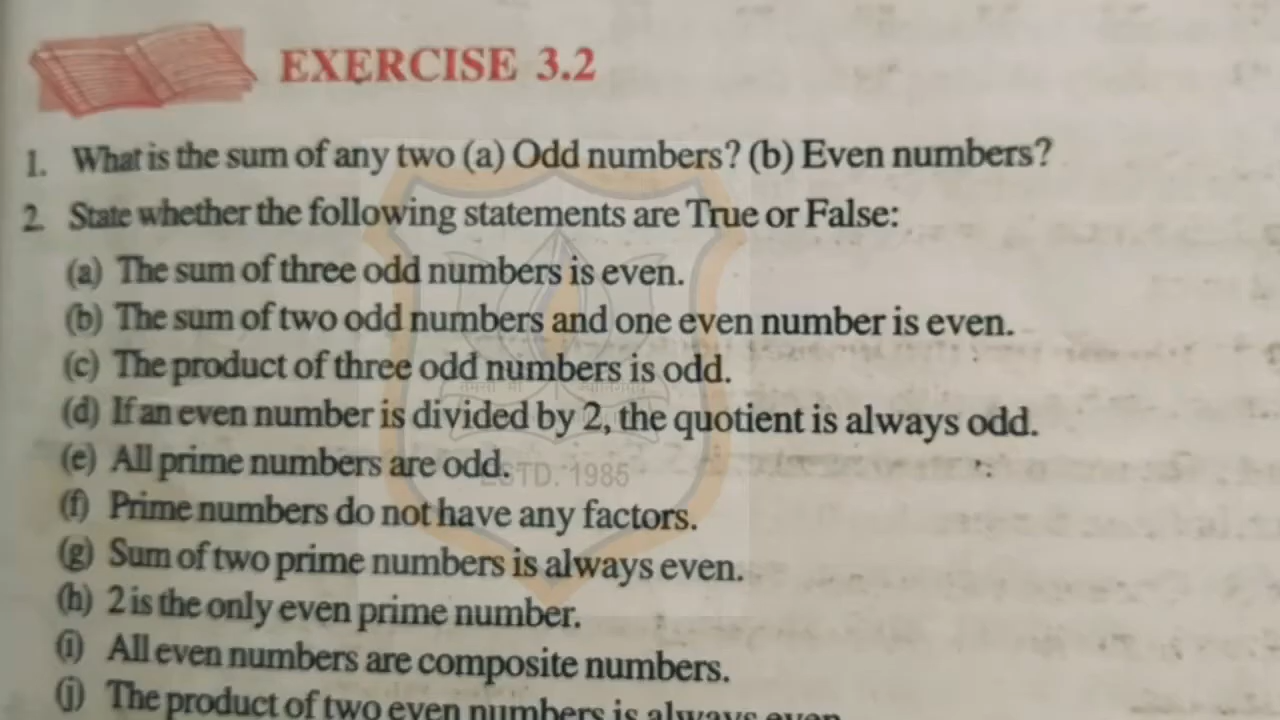 EXERCISE 3.2
1. What is the sum of any two (a) Odd numbers? (b) Even numbers?
2. State whether the following statements are True or False:
(a) The sum of three odd numbers is even.
(b) The sum of two odd numbers and one even number is even.
(c) The product of three odd numbers is odd.
(d) If an even number is divided by 2, the quotient is always odd.
(e) All prime numbers are odd.
(f) Prime numbers do not have any factors.
(g) Sum of two prime numbers is always even.
(h) 2 is the only even prime number.
(i) All even numbers are composite numbers.
(j) The product of two even numbers is always even.
ESTD. 1985